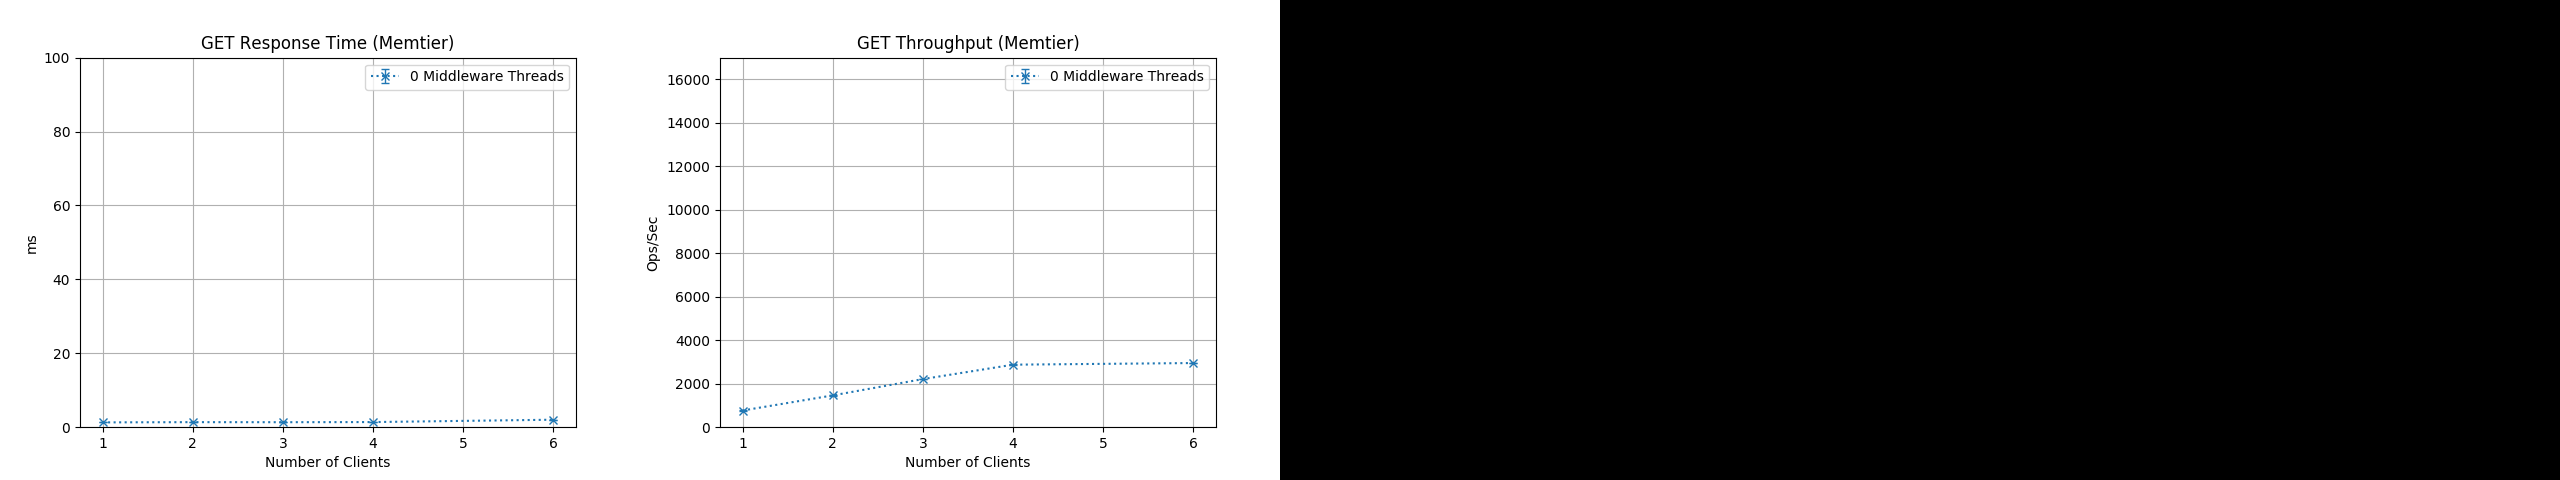 GET Response Time (Memtier)
100
80
60
40
20
0
ms
0 Middleware Threads
1 2 3 4 5 6
Number of Clients
GET Throughput (Memtier)
16000
14000
12000
10000
8000
6000
4000
2000
0
Ops/Sec
0 Middleware Threads
1 2 3 4 5 6
Number of Clients